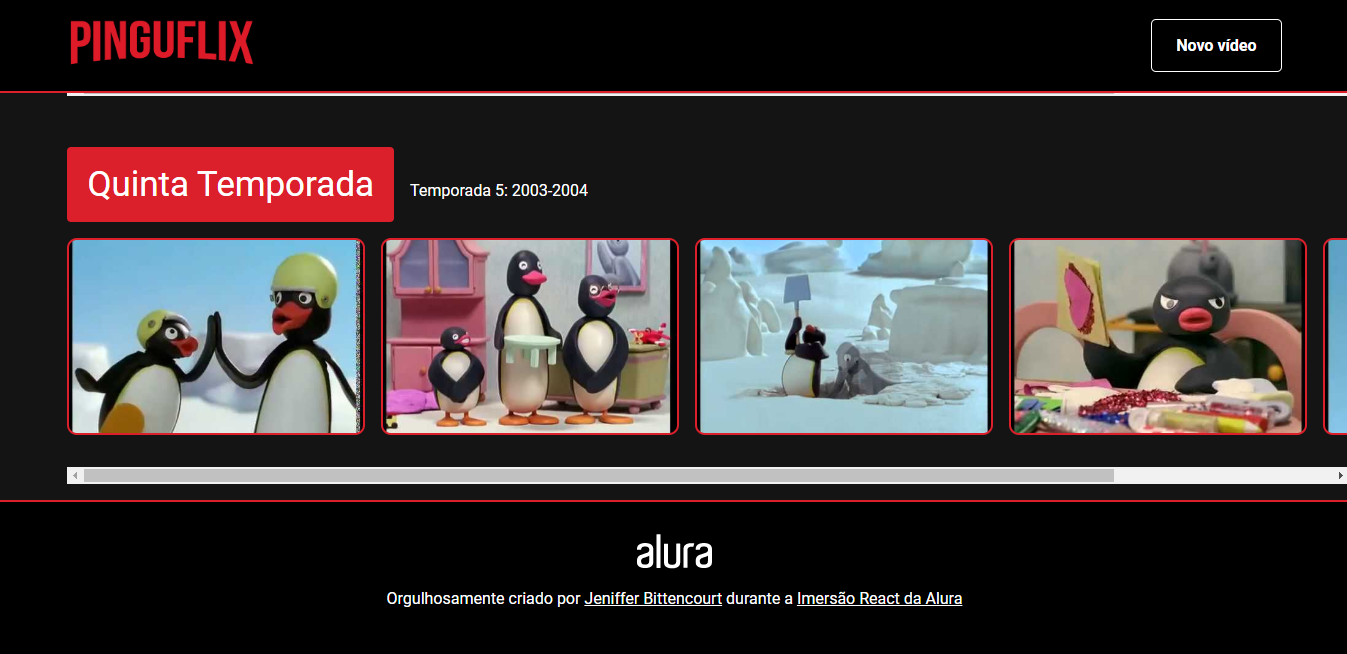 PINGUFLIX
Novo vídeo
Quinta Temporada
Temporada 5: 2003-2004
alura
Orgulhosamente criado por Jeniffer Bittencourt durante a Imersão React da Alura